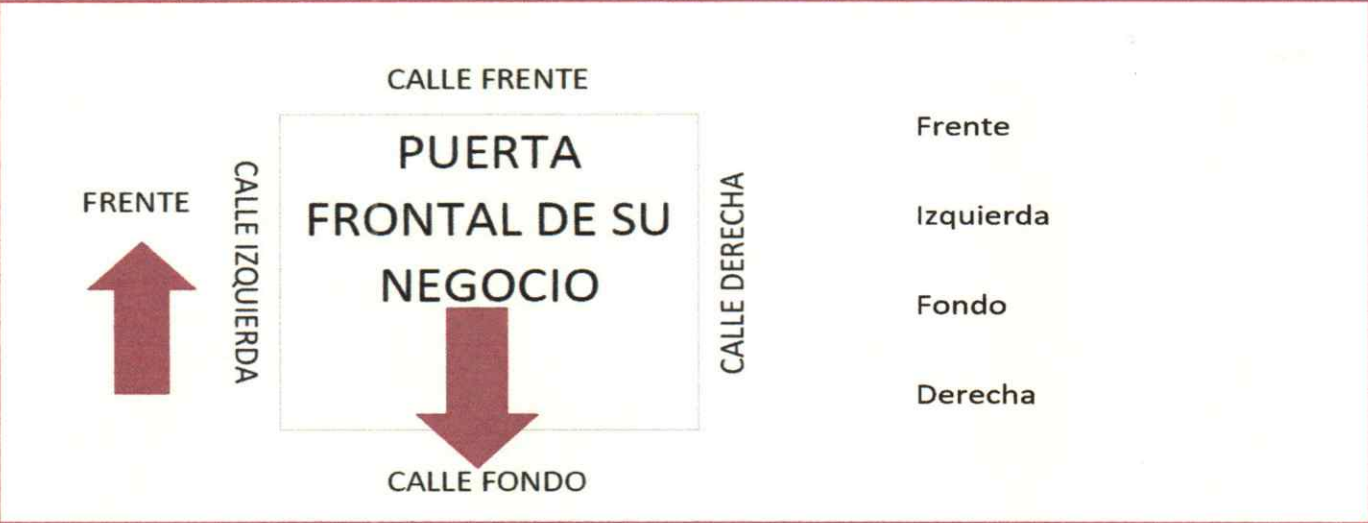 CALLE FRENTE
PUERTA
FRONTAL DE SU
NEGOCIO
FRENTE
CALLE IZQUIERDA
CALLE DERECHA
CALLE FONDO
Frente
Izquierda
Fondo
Derecha